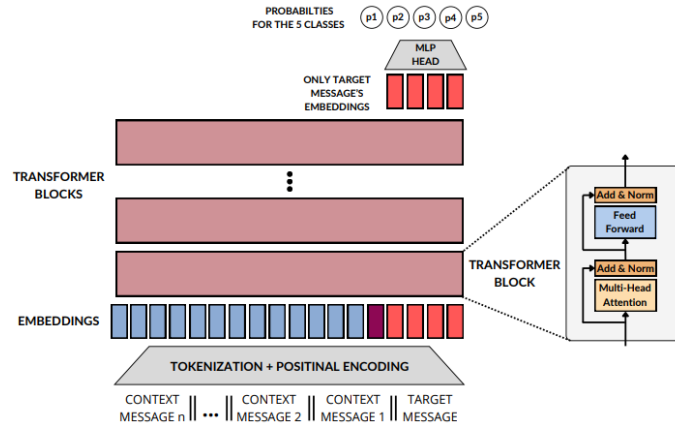 PROBABILTIES
FOR THE 5 CLASSES
p1 p2 p3 p4 p5
MLP
HEAD
ONLY TARGET
MESSAGE'S
EMBEDDINGS
TRANSFORMER
BLOCKS
Add & Norm
Feed
Forward
TRANSFORMER
BLOCK
Add & Norm
Multi-Head
Attention
EMBEDDINGS
TOKENIZATION + POSITINAL ENCODING
CONTEXT
MESSAGE n
...
CONTEXT
MESSAGE 2
CONTEXT
MESSAGE 1
TARGET
MESSAGE